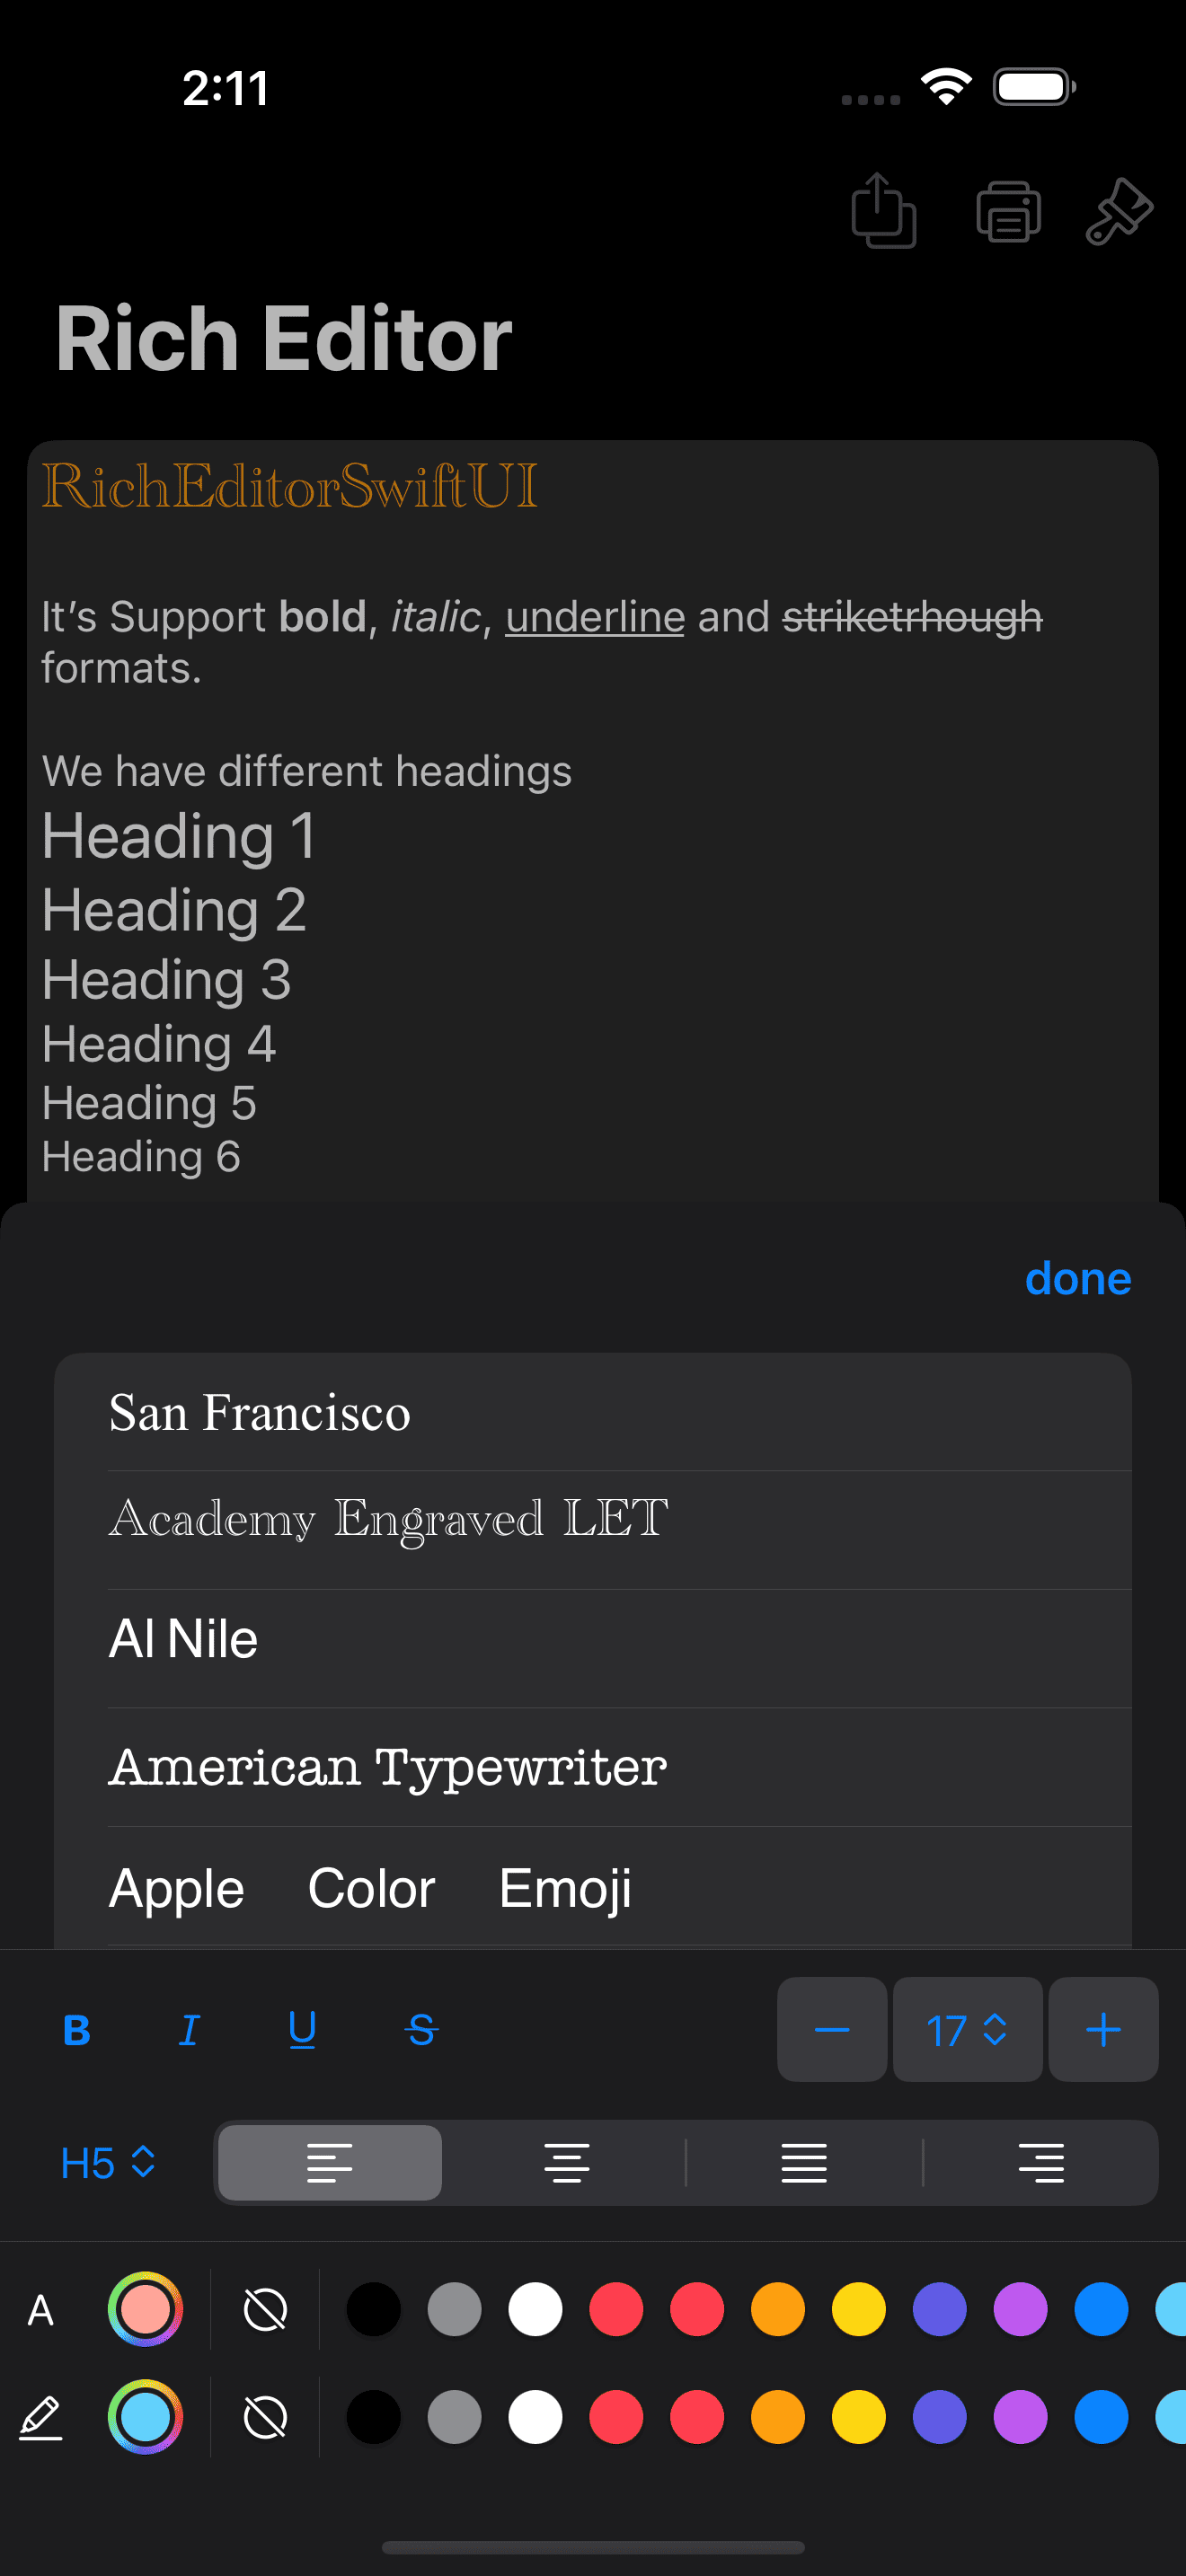 2:11
Rich Editor
RichEditorSwiftUI
It’s Support bold, italic, underline and striketrhough
formats.
We have different headings
Heading 1
Heading 2
Heading 3
Heading 4
Heading 5
Heading 6
done
San Francisco
Academy Engraved LET
Al Nile
American Typewriter
Apple Color Emoji
B I U S 17
H5
A